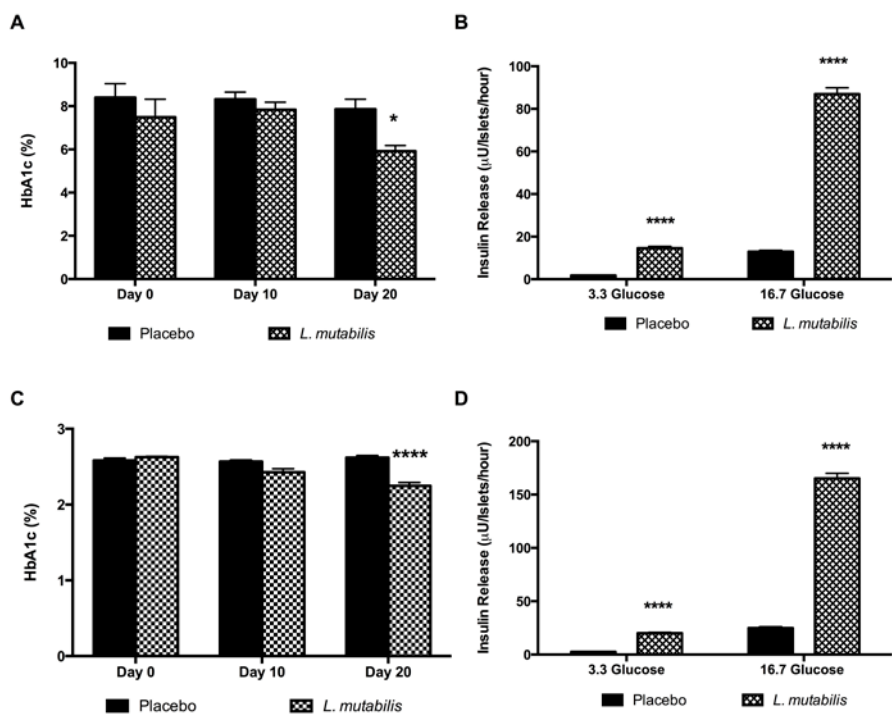 A
HbA1c (%)
10
8
6
4
2
0
*
Day 0 Day 10 Day 20
Placebo L. mutabilis
B
Insulin Release (μU/Islets/hour)
100
80
60
40
20
0
****
****
3.3 Glucose 16.7 Glucose
Placebo L. mutabilis
C
HbA1c (%)
3
2
1
0
****
Day 0 Day 10 Day 20
Placebo L. mutabilis
D
Insulin Release (μU/Islets/hour)
200
150
100
50
0
****
****
3.3 Glucose 16.7 Glucose
Placebo L. mutabilis